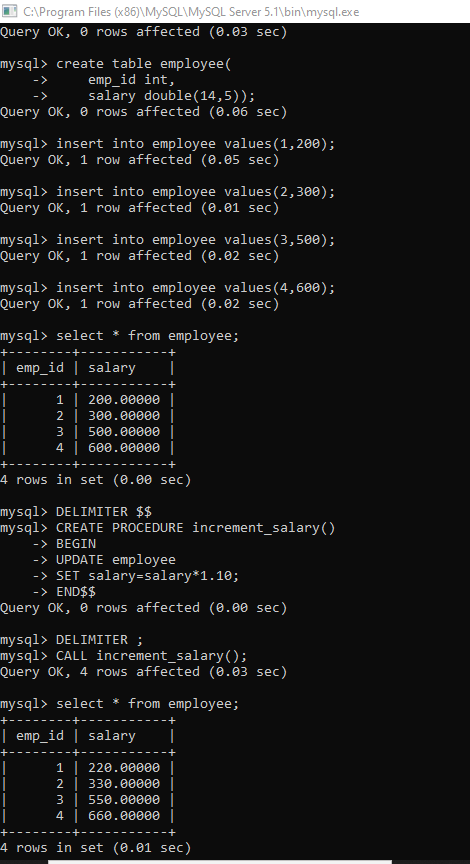 C:\Program Files (x86)\MySQL\MySQL Server 5.1\bin\mysql.exe
Query OK, 0 rows affected (0.03 sec)

mysql> create table employee(
    ->     emp_id int,
    ->     salary double(14,5));
Query OK, 0 rows affected (0.06 sec)

mysql> insert into employee values(1,200);
Query OK, 1 row affected (0.05 sec)

mysql> insert into employee values(2,300);
Query OK, 1 row affected (0.01 sec)

mysql> insert into employee values(3,500);
Query OK, 1 row affected (0.02 sec)

mysql> insert into employee values(4,600);
Query OK, 1 row affected (0.02 sec)

mysql> select * from employee;
+--------+-----------+
| emp_id | salary    |
+--------+-----------+
|      1 | 200.00000 |
|      2 | 300.00000 |
|      3 | 500.00000 |
|      4 | 600.00000 |
+--------+-----------+
4 rows in set (0.00 sec)

mysql> DELIMITER $$
mysql> CREATE PROCEDURE increment_salary()
    -> BEGIN
    -> UPDATE employee
    -> SET salary=salary*1.10;
    -> END$$
Query OK, 0 rows affected (0.00 sec)

mysql> DELIMITER ;
mysql> CALL increment_salary();
Query OK, 4 rows affected (0.03 sec)

mysql> select * from employee;
+--------+-----------+
| emp_id | salary    |
+--------+-----------+
|      1 | 220.00000 |
|      2 | 330.00000 |
|      3 | 550.00000 |
|      4 | 660.00000 |
+--------+-----------+
4 rows in set (0.01 sec)